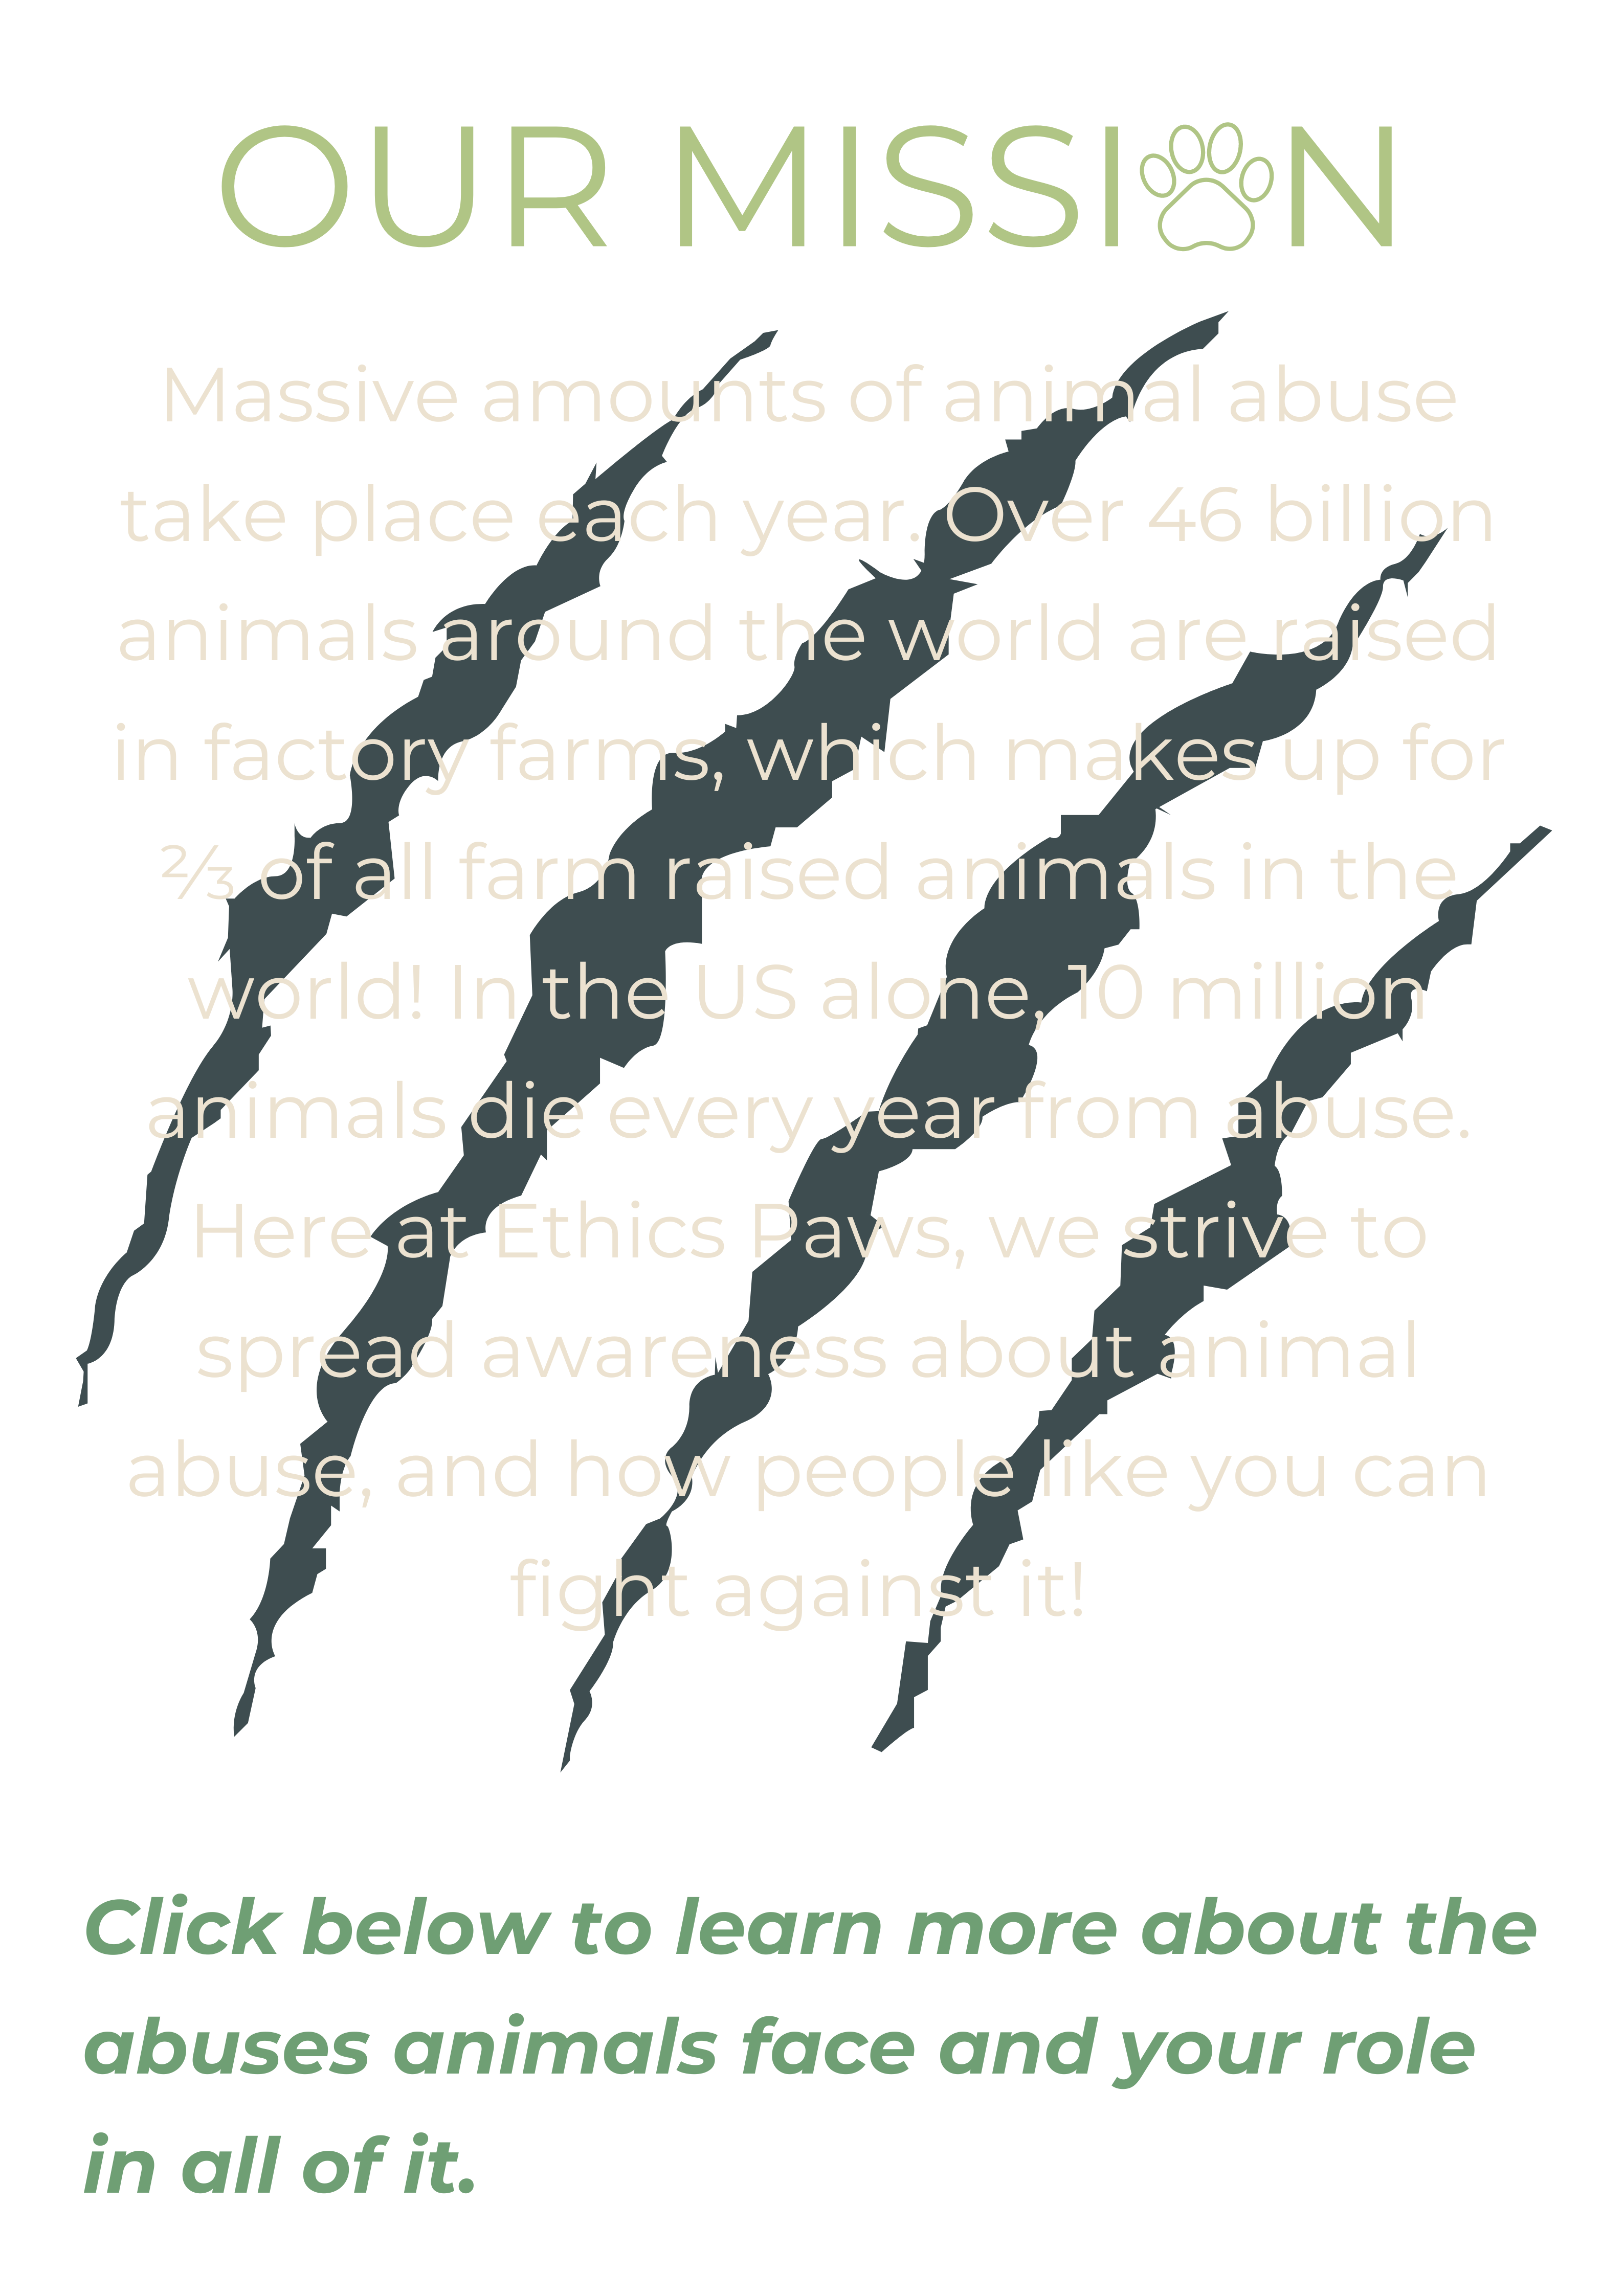 OUR MISSION
Massive amounts of animal abuse
take place each year. Over 46 billion
animals around the world are raised
in factory farms, which makes up for
⅔ of all farm raised animals in the
world! In the US alone, 10 million
animals die every year from abuse.
Here at Ethics Paws, we strive to
spread awareness about animal
abuse, and how people like you can
fight against it!
Click below to learn more about the
abuses animals face and your role
in all of it.